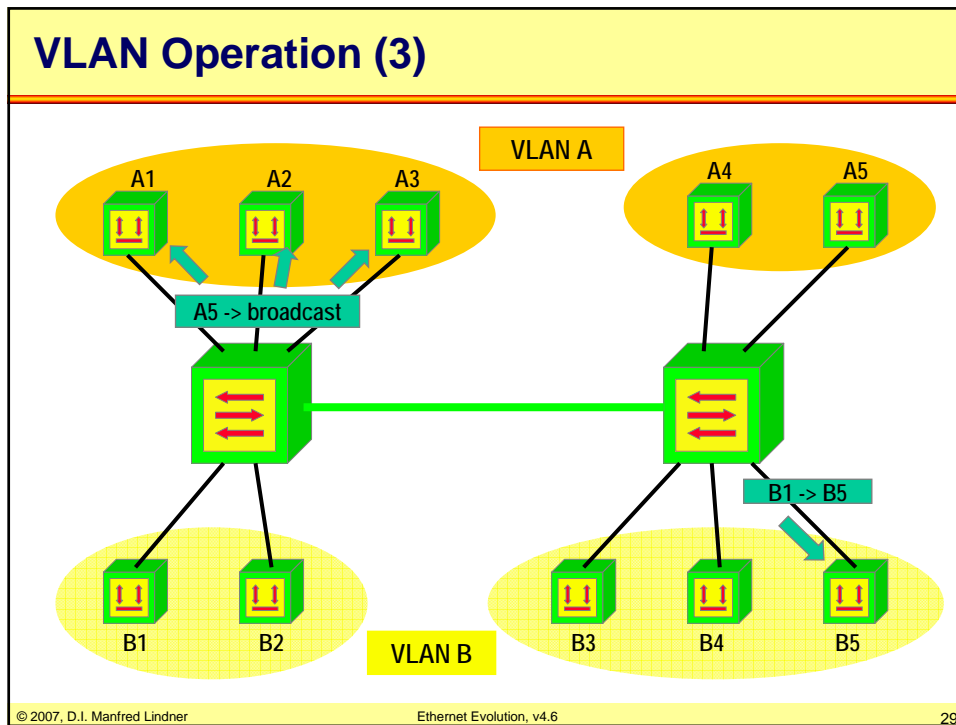 VLAN Operation (3)
VLAN A
A1
A2
A3
A4
A5
A5 -> broadcast
B1 -> B5
B1
B2
B3
B4
B5
VLAN B
© 2007, D.I. Manfred Lindner
Ethernet Evolution, v4.6
29